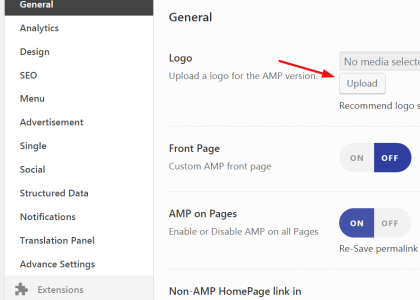 General
Analytics
Design
SEO
Menu
Advertisement
Single
Social
Structured Data
Notifications
Translation Panel
Advance Settings
Extensions
General
Logo
Upload a logo for the AMP version.
No media selecte
Upload
Recommend logo s
Front Page
Custom AMP front page
ON OFF
AMP on Pages
Enable or Disable AMP on all Pages
ON OFF
Re-Save permalink
Non-AMP HomePage link in